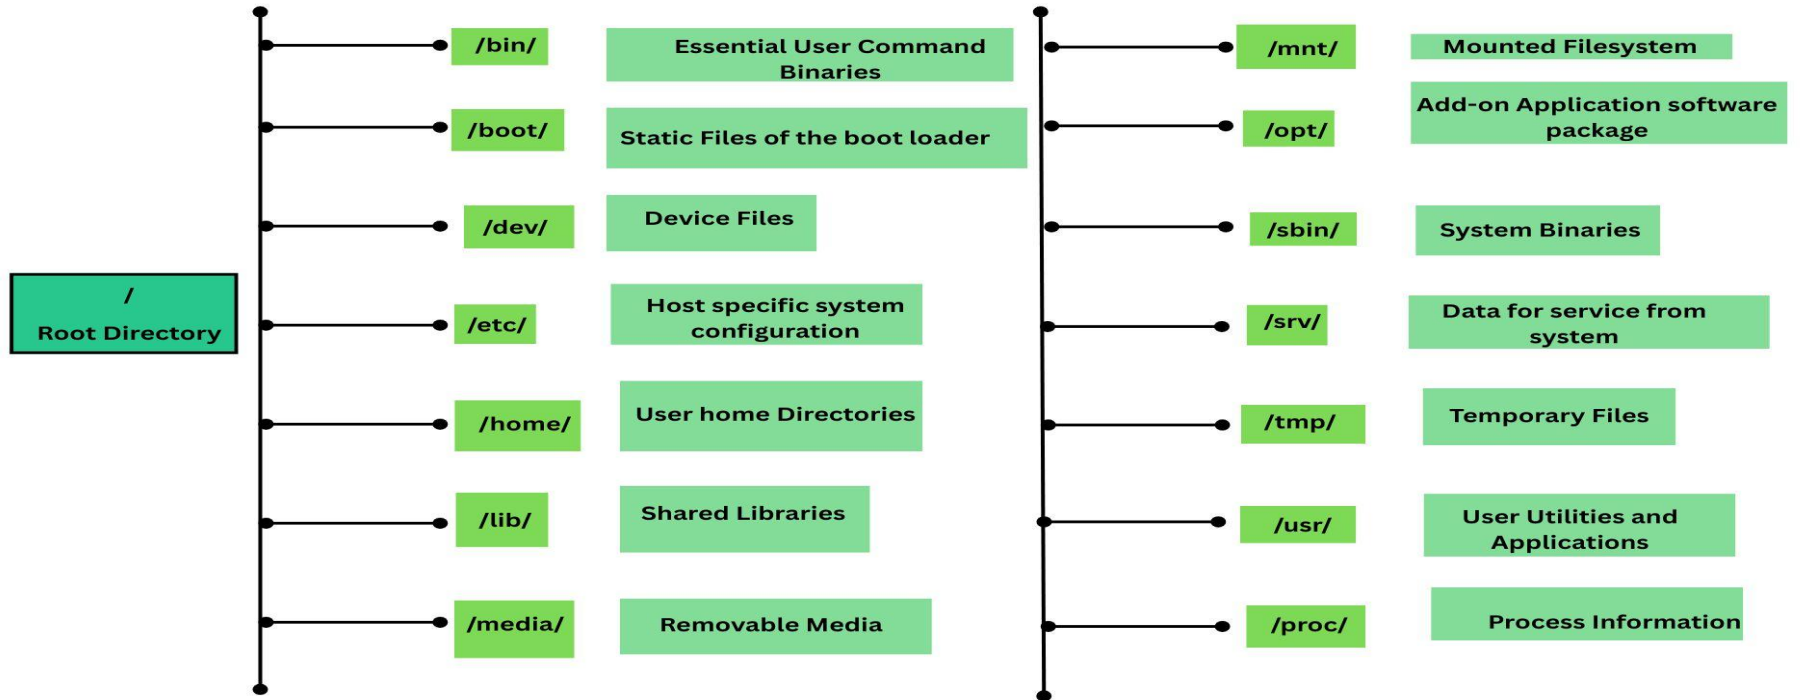 /
Root Directory
/bin/
Essential User Command
Binaries
/boot/
Static Files of the boot loader
/dev/
Device Files
/etc/
Host specific system
configuration
/home/
User home Directories
/lib/
Shared Libraries
/media/
Removable Media
/mnt/
Mounted Filesystem
/opt/
Add-on Application software
package
/sbin/
System Binaries
/srv/
Data for service from
system
/tmp/
Temporary Files
/usr/
User Utilities and
Applications
/proc/
Process Information